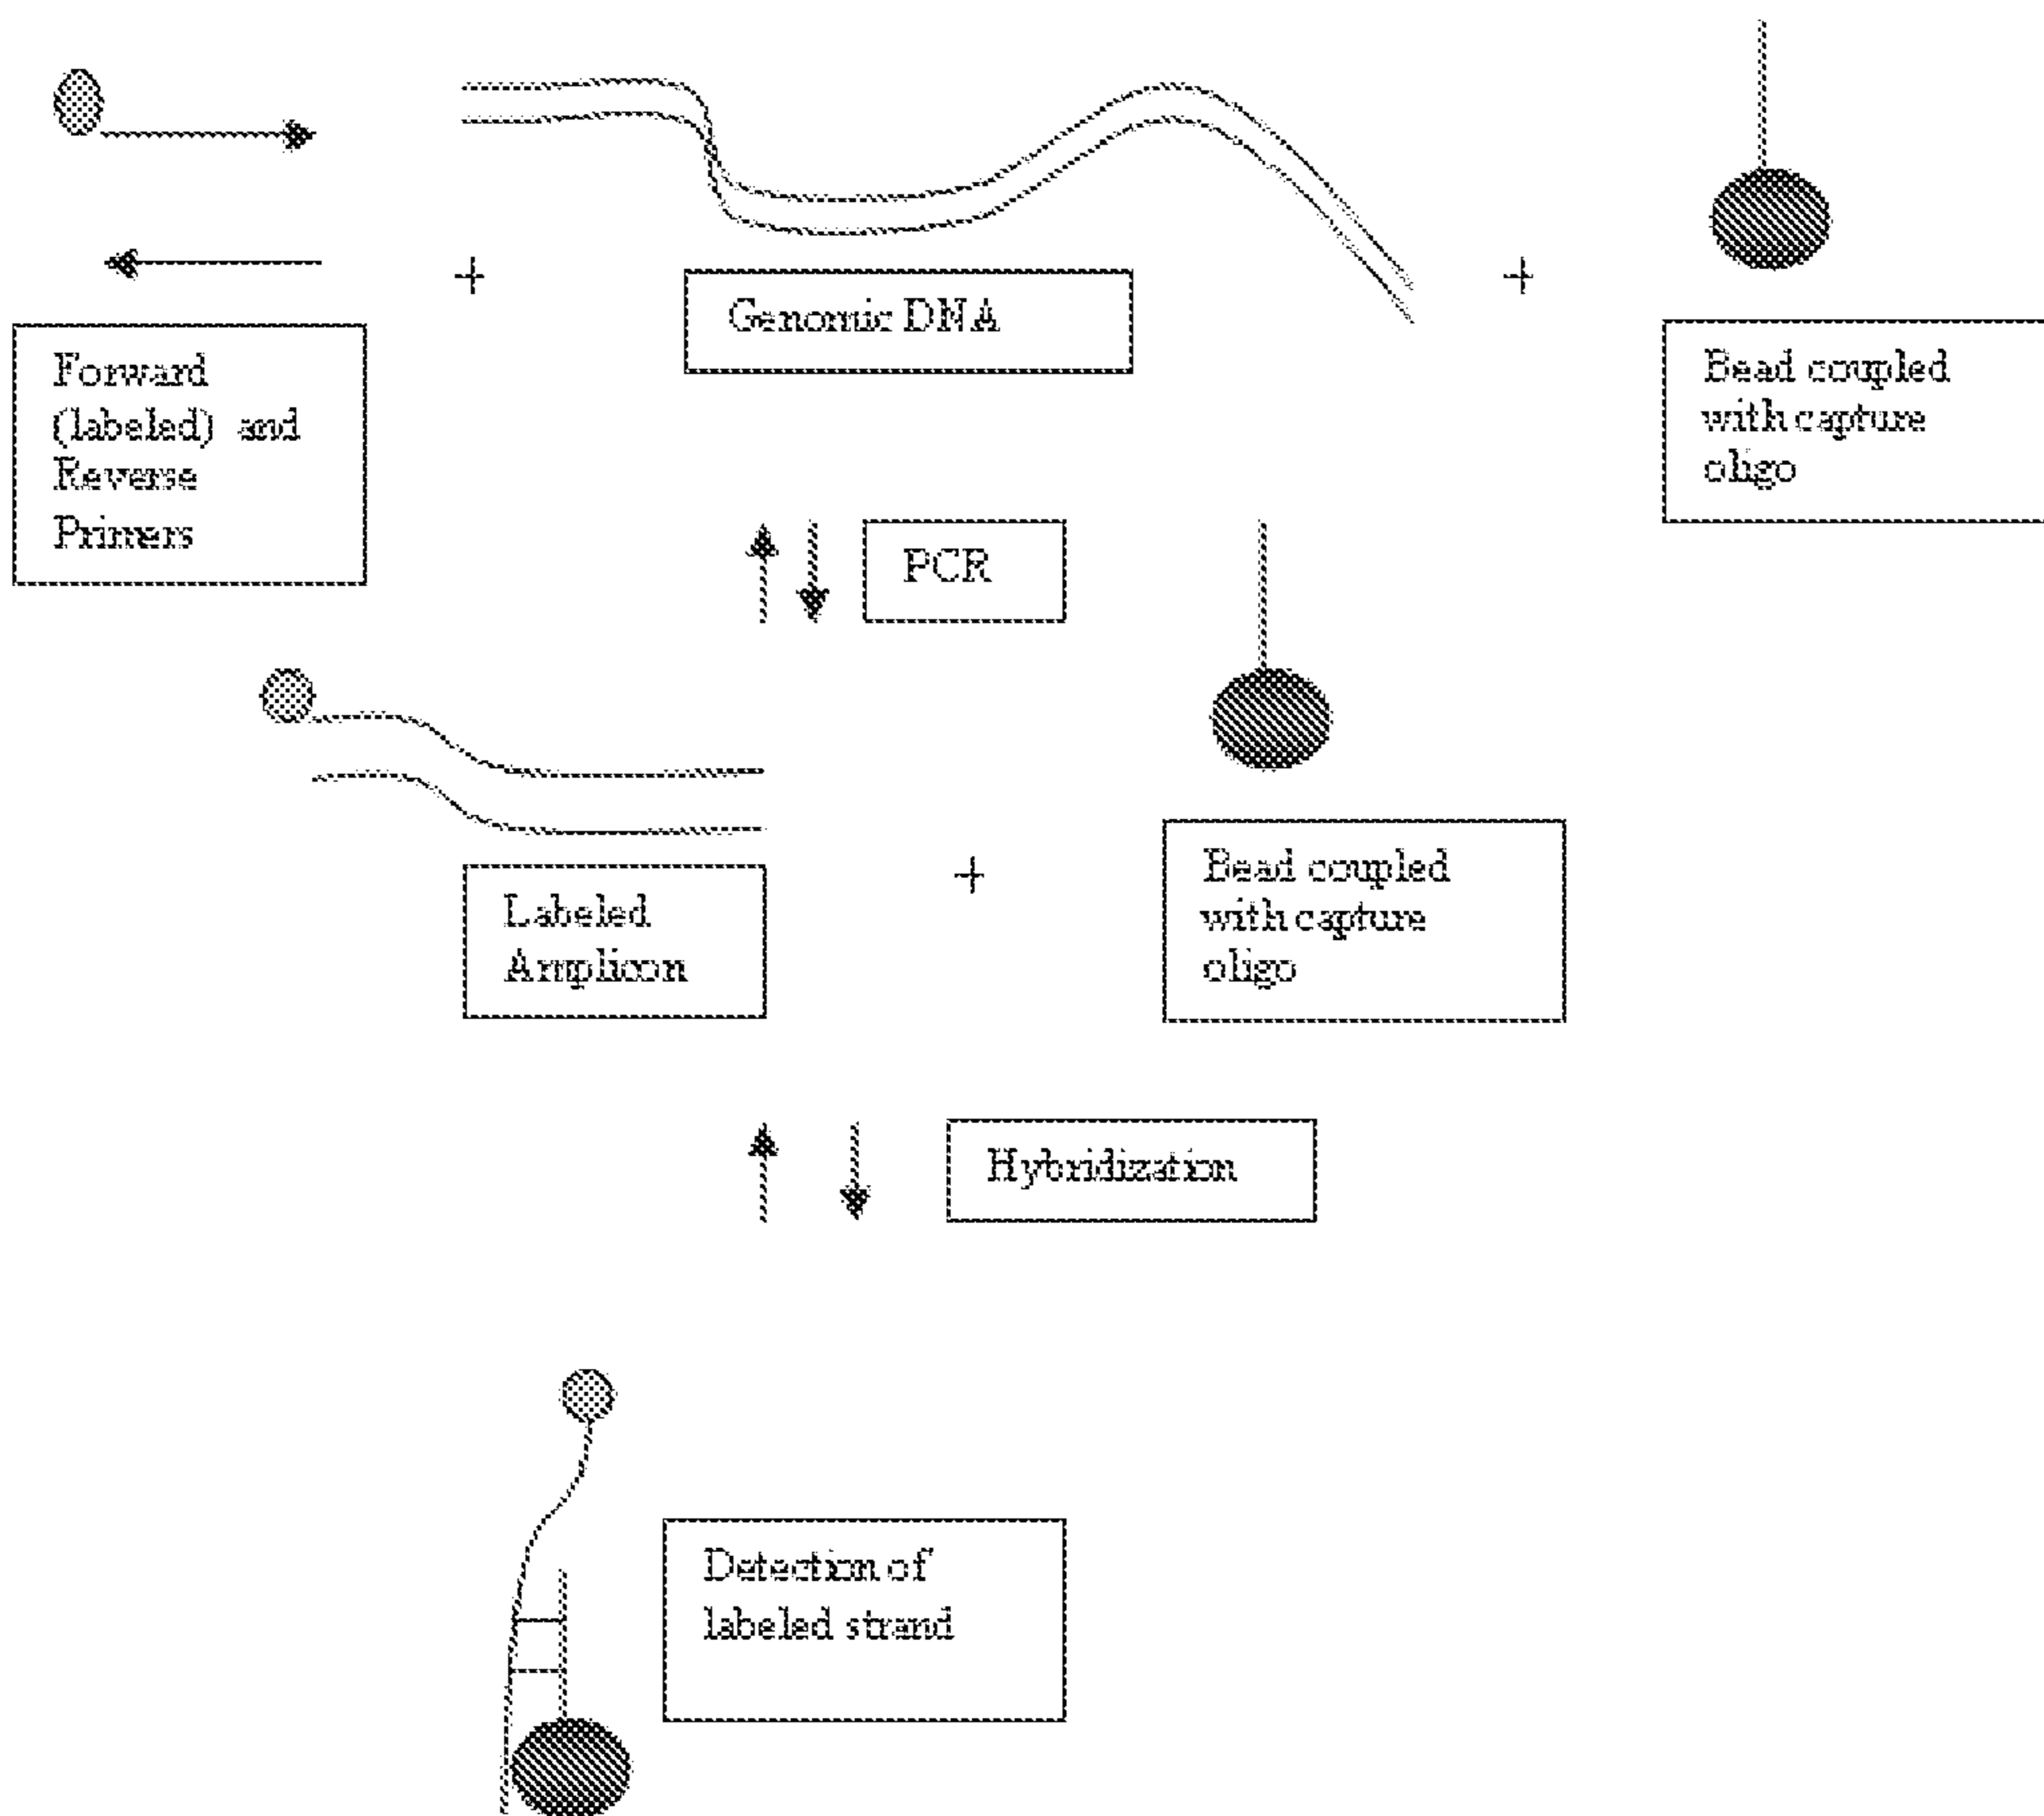 Forward
(labeled) and
Reverse
Primers
+
Genomic DNA
+
Bead coupled
with capture
oligo
PCR
Labeled
Amplicon
+
Bead coupled
with capture
oligo
Hybridization
Detection of
labeled strand